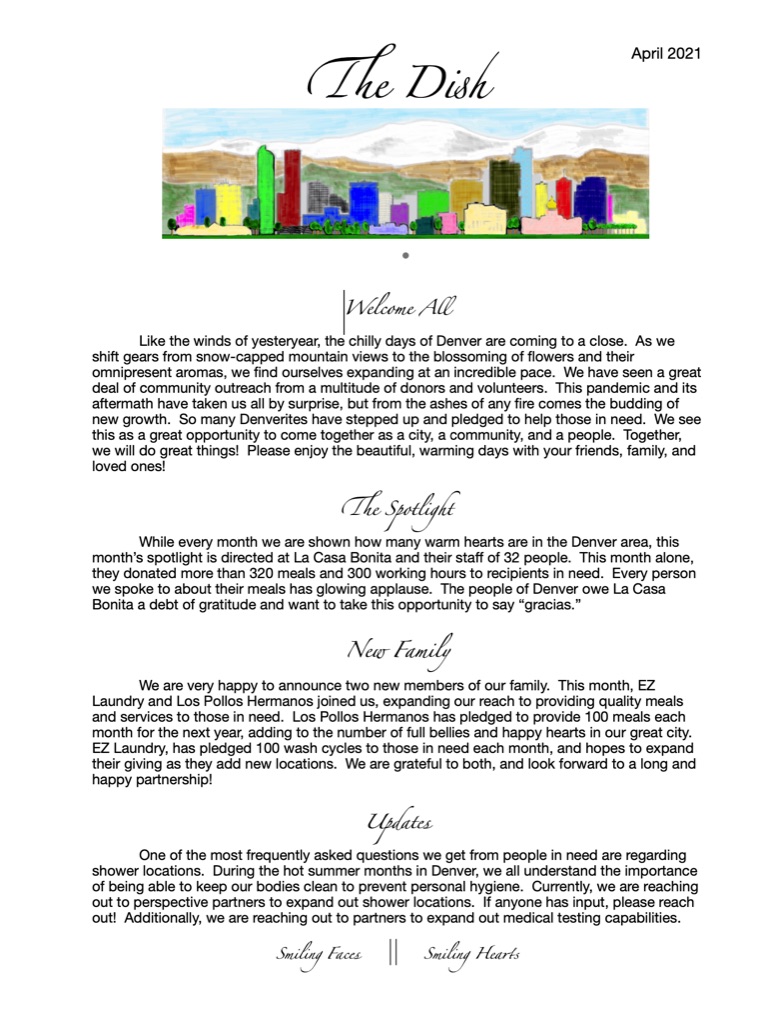 April 2021
The Dish
Welcome All
Like the winds of yesteryear, the chilly days of Denver are coming to a close.  As we
shift gears from snow-capped mountain views to the blossoming of flowers and their
omnipresent aromas, we find ourselves expanding at an incredible pace.  We have seen a great
deal of community outreach from a multitude of donors and volunteers.  This pandemic and its
aftermath have taken us all by surprise, but from the ashes of any fire comes the budding of
new growth.  So many Denverites have stepped up and pledged to help those in need.  We see
this as a great opportunity to come together as a city, a community, and a people.  Together,
we will do great things!  Please enjoy the beautiful, warming days with your friends, family, and
loved ones!
The Spotlight
While every month we are shown how many warm hearts are in the Denver area, this
month’s spotlight is directed at La Casa Bonita and their staff of 32 people.  This month alone,
they donated more than 320 meals and 300 working hours to recipients in need.  Every person
we spoke to about their meals has glowing applause.  The people of Denver owe La Casa
Bonita a debt of gratitude and want to take this opportunity to say “gracias.”
New Family
We are very happy to announce two new members of our family.  This month, EZ
Laundry and Los Pollos Hermanos joined us, expanding our reach to providing quality meals
and services to those in need.  Los Pollos Hermanos has pledged to provide 100 meals each
month for the next year, adding to the number of full bellies and happy hearts in our great city.
EZ Laundry, has pledged 100 wash cycles to those in need each month, and hopes to expand
their giving as they add new locations.  We are grateful to both, and look forward to a long and
happy partnership!
Updates
One of the most frequently asked questions we get from people in need are regarding
shower locations.  During the hot summer months in Denver, we all understand the importance
of being able to keep our bodies clean to prevent personal hygiene.  Currently, we are reaching
out to perspective partners to expand out shower locations.  If anyone has input, please reach
out!  Additionally, we are reaching out to partners to expand out medical testing capabilities.
Smiling Faces || Smiling Hearts